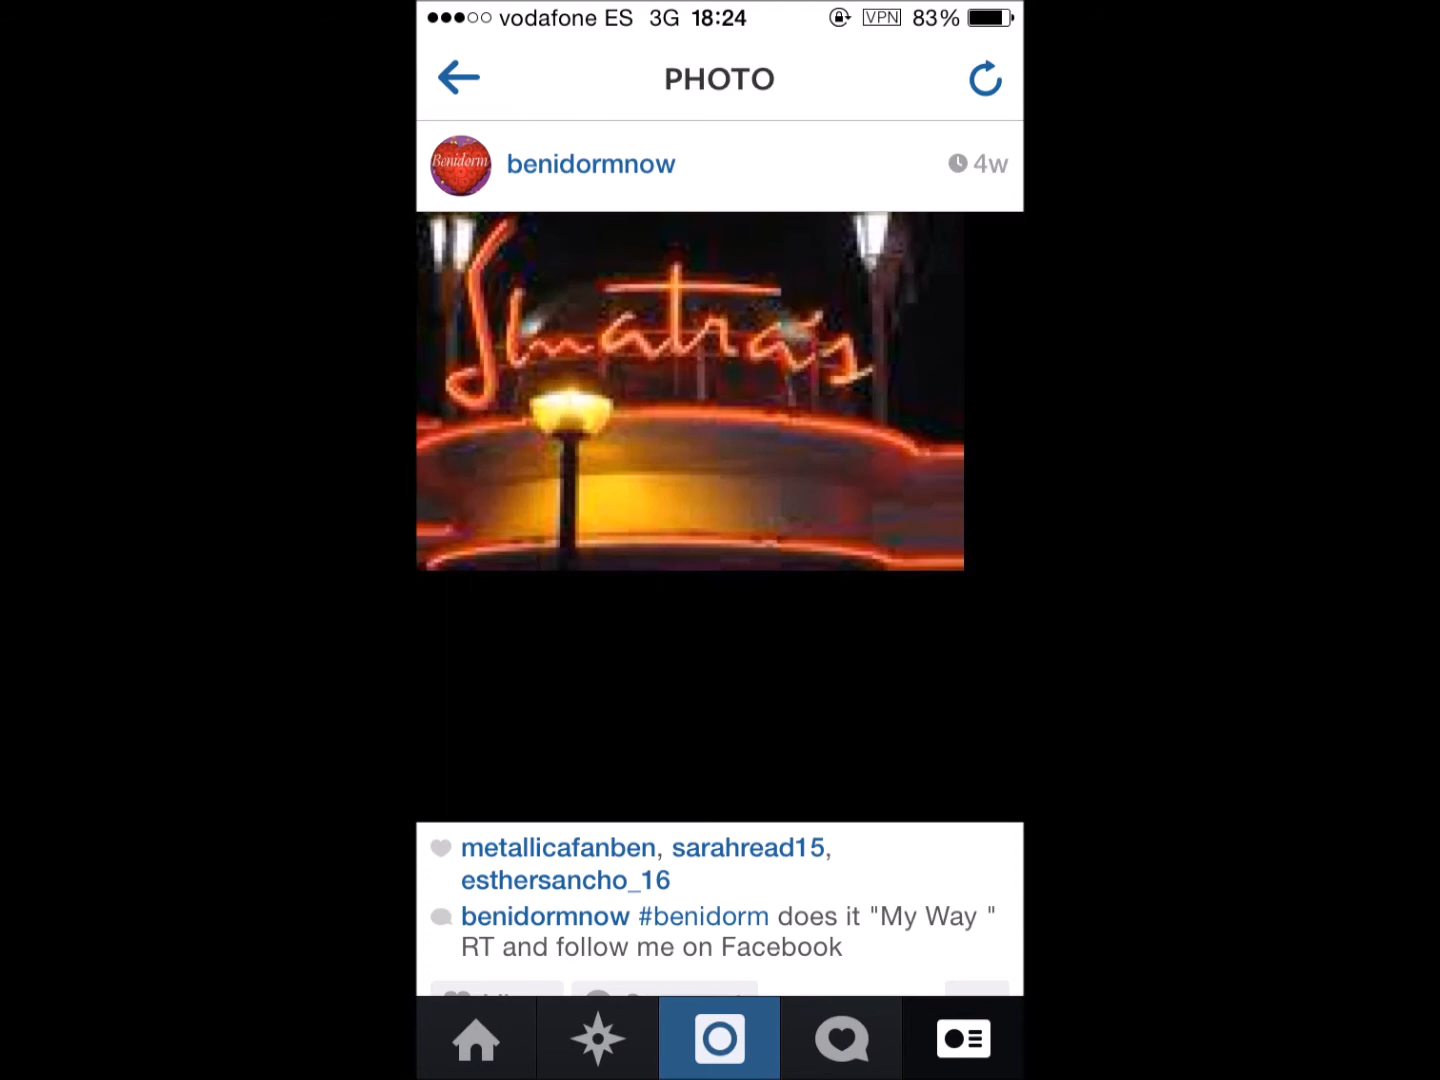 vodafone ES 3G 18:24 VPN 83%
PHOTO
Benidorm
benidormnow 4w
Sinatra's
metallicafanben, sarahread15,
esthersancho_16
benidormnow #benidorm does it "My Way "
RT and follow me on Facebook